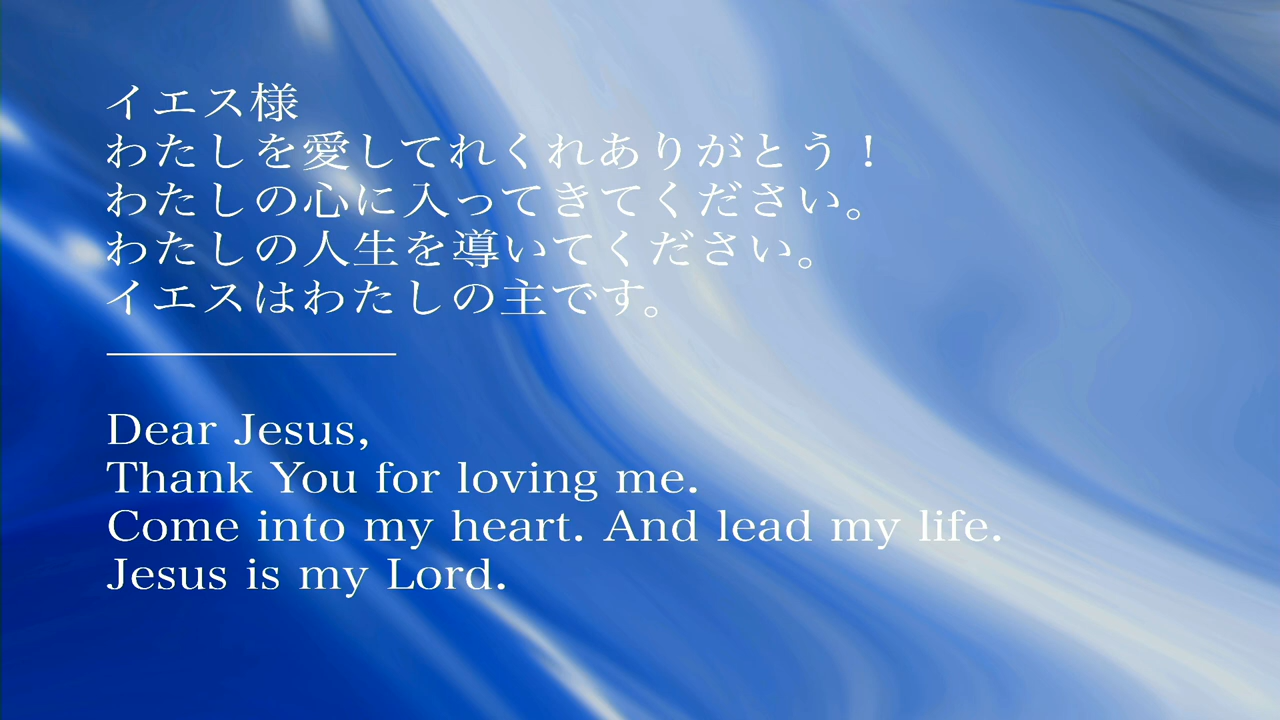 イエス様
わたしを愛してれくれありがとう！
わたしの心に入ってきてください。
わたしの人生を導いてください。
イエスはわたしの主です。
Dear Jesus,
Thank You for loving me.
Come into my heart. And lead my life.
Jesus is my Lord.